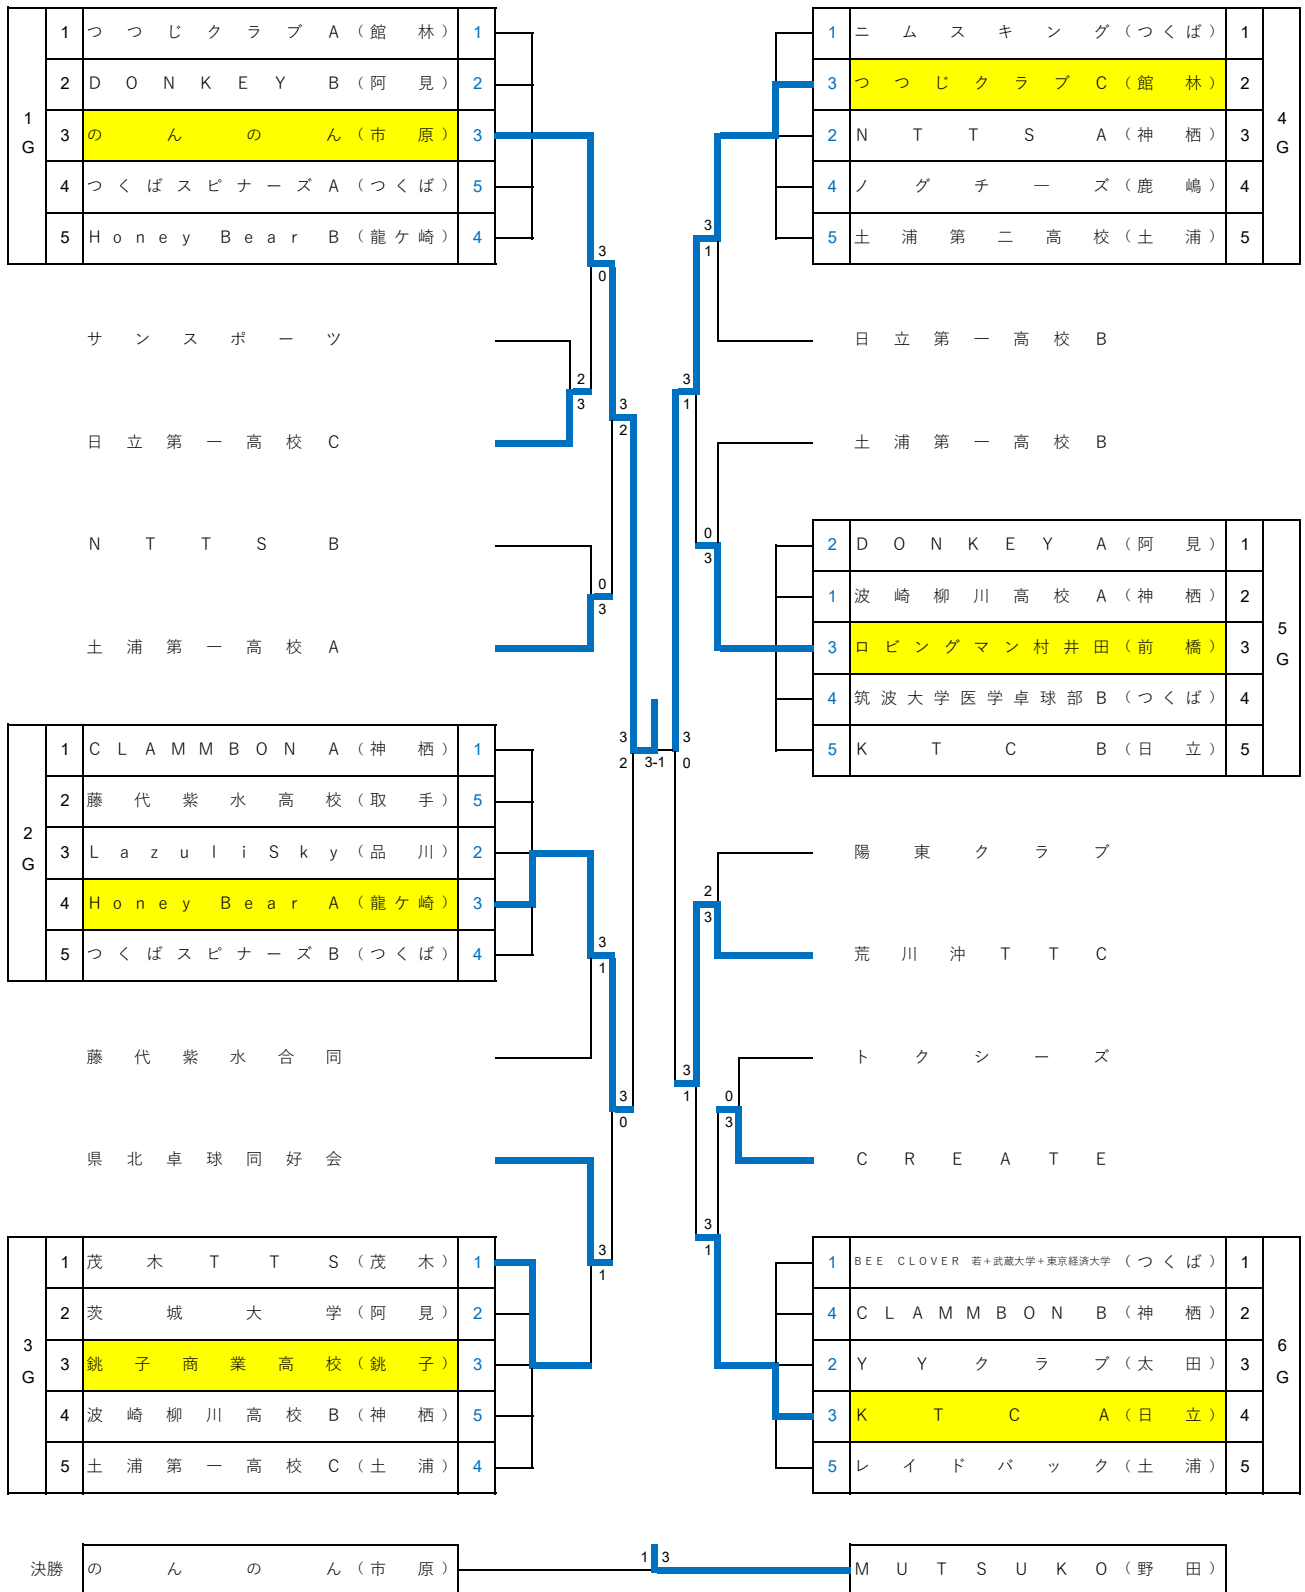 1G
1 つつじクラブA（館林） 1
2 DONKEY B（阿見） 2
3 のんのん（市原） 3
4 つくばスピナーズA（つくば） 5
5 Honey Bear B（龍ケ崎） 4
3
0
サンスポーツ
2
3
日立第一高校C
3
2
NTTS B
0
3
土浦第一高校A
3
2
3-1
2G
1 CLAMMBON A（神栖） 1
2 藤代紫水高校（取手） 5
3 LazuliSky（品川） 2
4 Honey Bear A（龍ケ崎） 3
5 つくばスピナーズB（つくば） 4
3
1
藤代紫水合同
3
0
県北卓球同好会
3
1
3G
1 茂木TTS（茂木） 1
2 茨城大学（阿見） 2
3 銚子商業高校（銚子） 3
4 波崎柳川高校B（神栖） 5
5 土浦第一高校C（土浦） 4
4G
1 ニムスキング（つくば） 1
3 つつじクラブC（館林） 2
2 NTTS A（神栖） 3
4 ノグチーズ（鹿嶋） 4
5 土浦第二高校（土浦） 5
3
1
日立第一高校B
3
1
土浦第一高校B
0
3
5G
2 DONKEY A（阿見） 1
1 波崎柳川高校A（神栖） 2
3 ロビングマン村井田（前橋） 3
4 筑波大学医学卓球部B（つくば） 4
5 KTC B（日立） 5
3
0
陽東クラブ
2
3
荒川沖TTC
3
1
トクシーズ
0
3
CREATE
3
1
6G
1 BEE CLOVER 若+武蔵大学+東京経済大学（つくば） 1
4 CLAMMBON B（神栖） 2
2 YYクラブ（太田） 3
3 KTC A（日立） 4
5 レイドバック（土浦） 5
決勝 のんのん（市原） 1 3 MUTSUKO（野田）